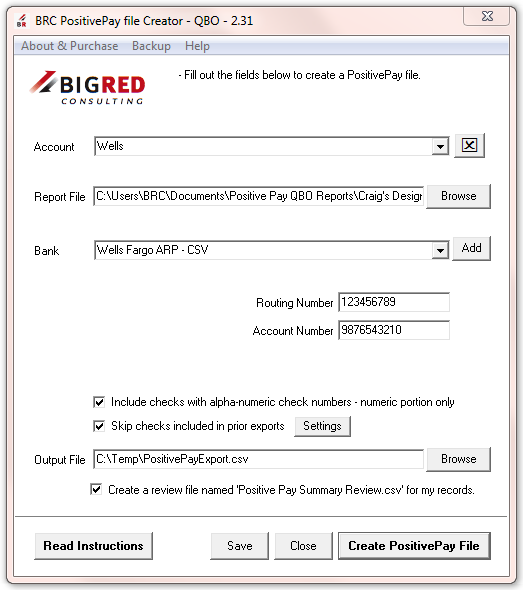 BR
BRC PositivePay file Creator - QBO - 2.31
About & Purchase Backup Help
BIGRED
CONSULTING
- Fill out the fields below to create a PositivePay file.
Account Wells
Report File C:\Users\BRC\Documents\Positive Pay QBO Reports\Craig's Design Browse
Bank Wells Fargo ARP - CSV Add
Routing Number 123456789
Account Number 9876543210
Include checks with alpha-numeric check numbers - numeric portion only
Skip checks included in prior exports Settings
Output File C:\Temp\PositivePayExport.csv Browse
Create a review file named 'Positive Pay Summary Review.csv' for my records.
Read Instructions Save Close Create PositivePay File